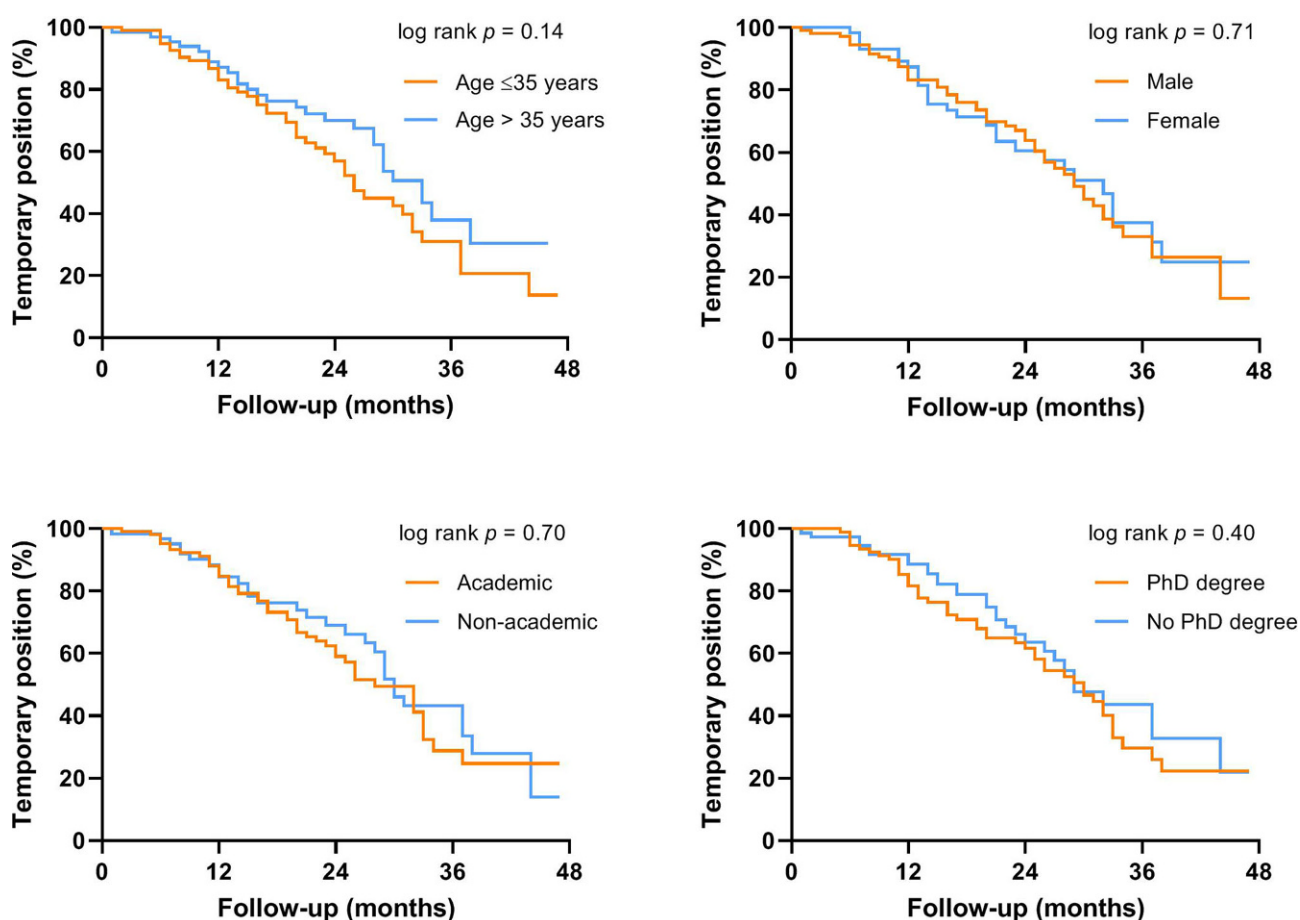 log rank p = 0.14
Age ≤35 years
Age > 35 years
Temporary position (%)
100
80
60
40
20
0
0 12 24 36 48
Follow-up (months)
log rank p = 0.71
Male
Female
Temporary position (%)
100
80
60
40
20
0
0 12 24 36 48
Follow-up (months)
log rank p = 0.70
Academic
Non-academic
Temporary position (%)
100
80
60
40
20
0
0 12 24 36 48
Follow-up (months)
log rank p = 0.40
PhD degree
No PhD degree
Temporary position (%)
100
80
60
40
20
0
0 12 24 36 48
Follow-up (months)